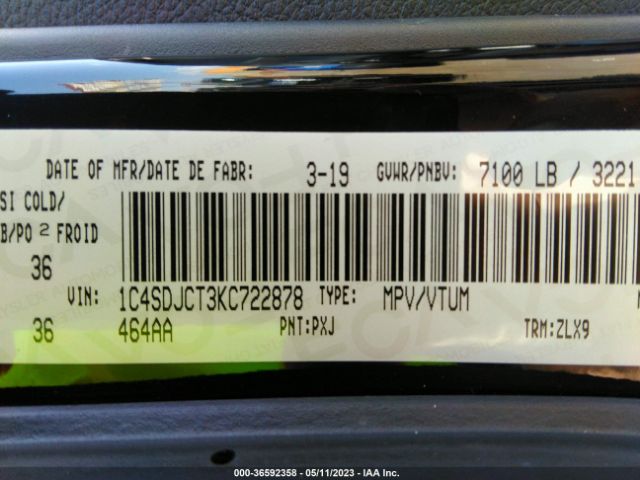 DATE OF MFR/DATE DE FABR: 3-19 GVWR/PNBV: 7100 LB / 3221
SI COLD/
B/PO 2 FROID
36
VIN: 1C4SDJCT3KC722878 TYPE: MPV/VTUM
36 464AA PNT:PXJ TRM:ZLX9
000-36592358 - 05/11/2023 - IAA Inc.